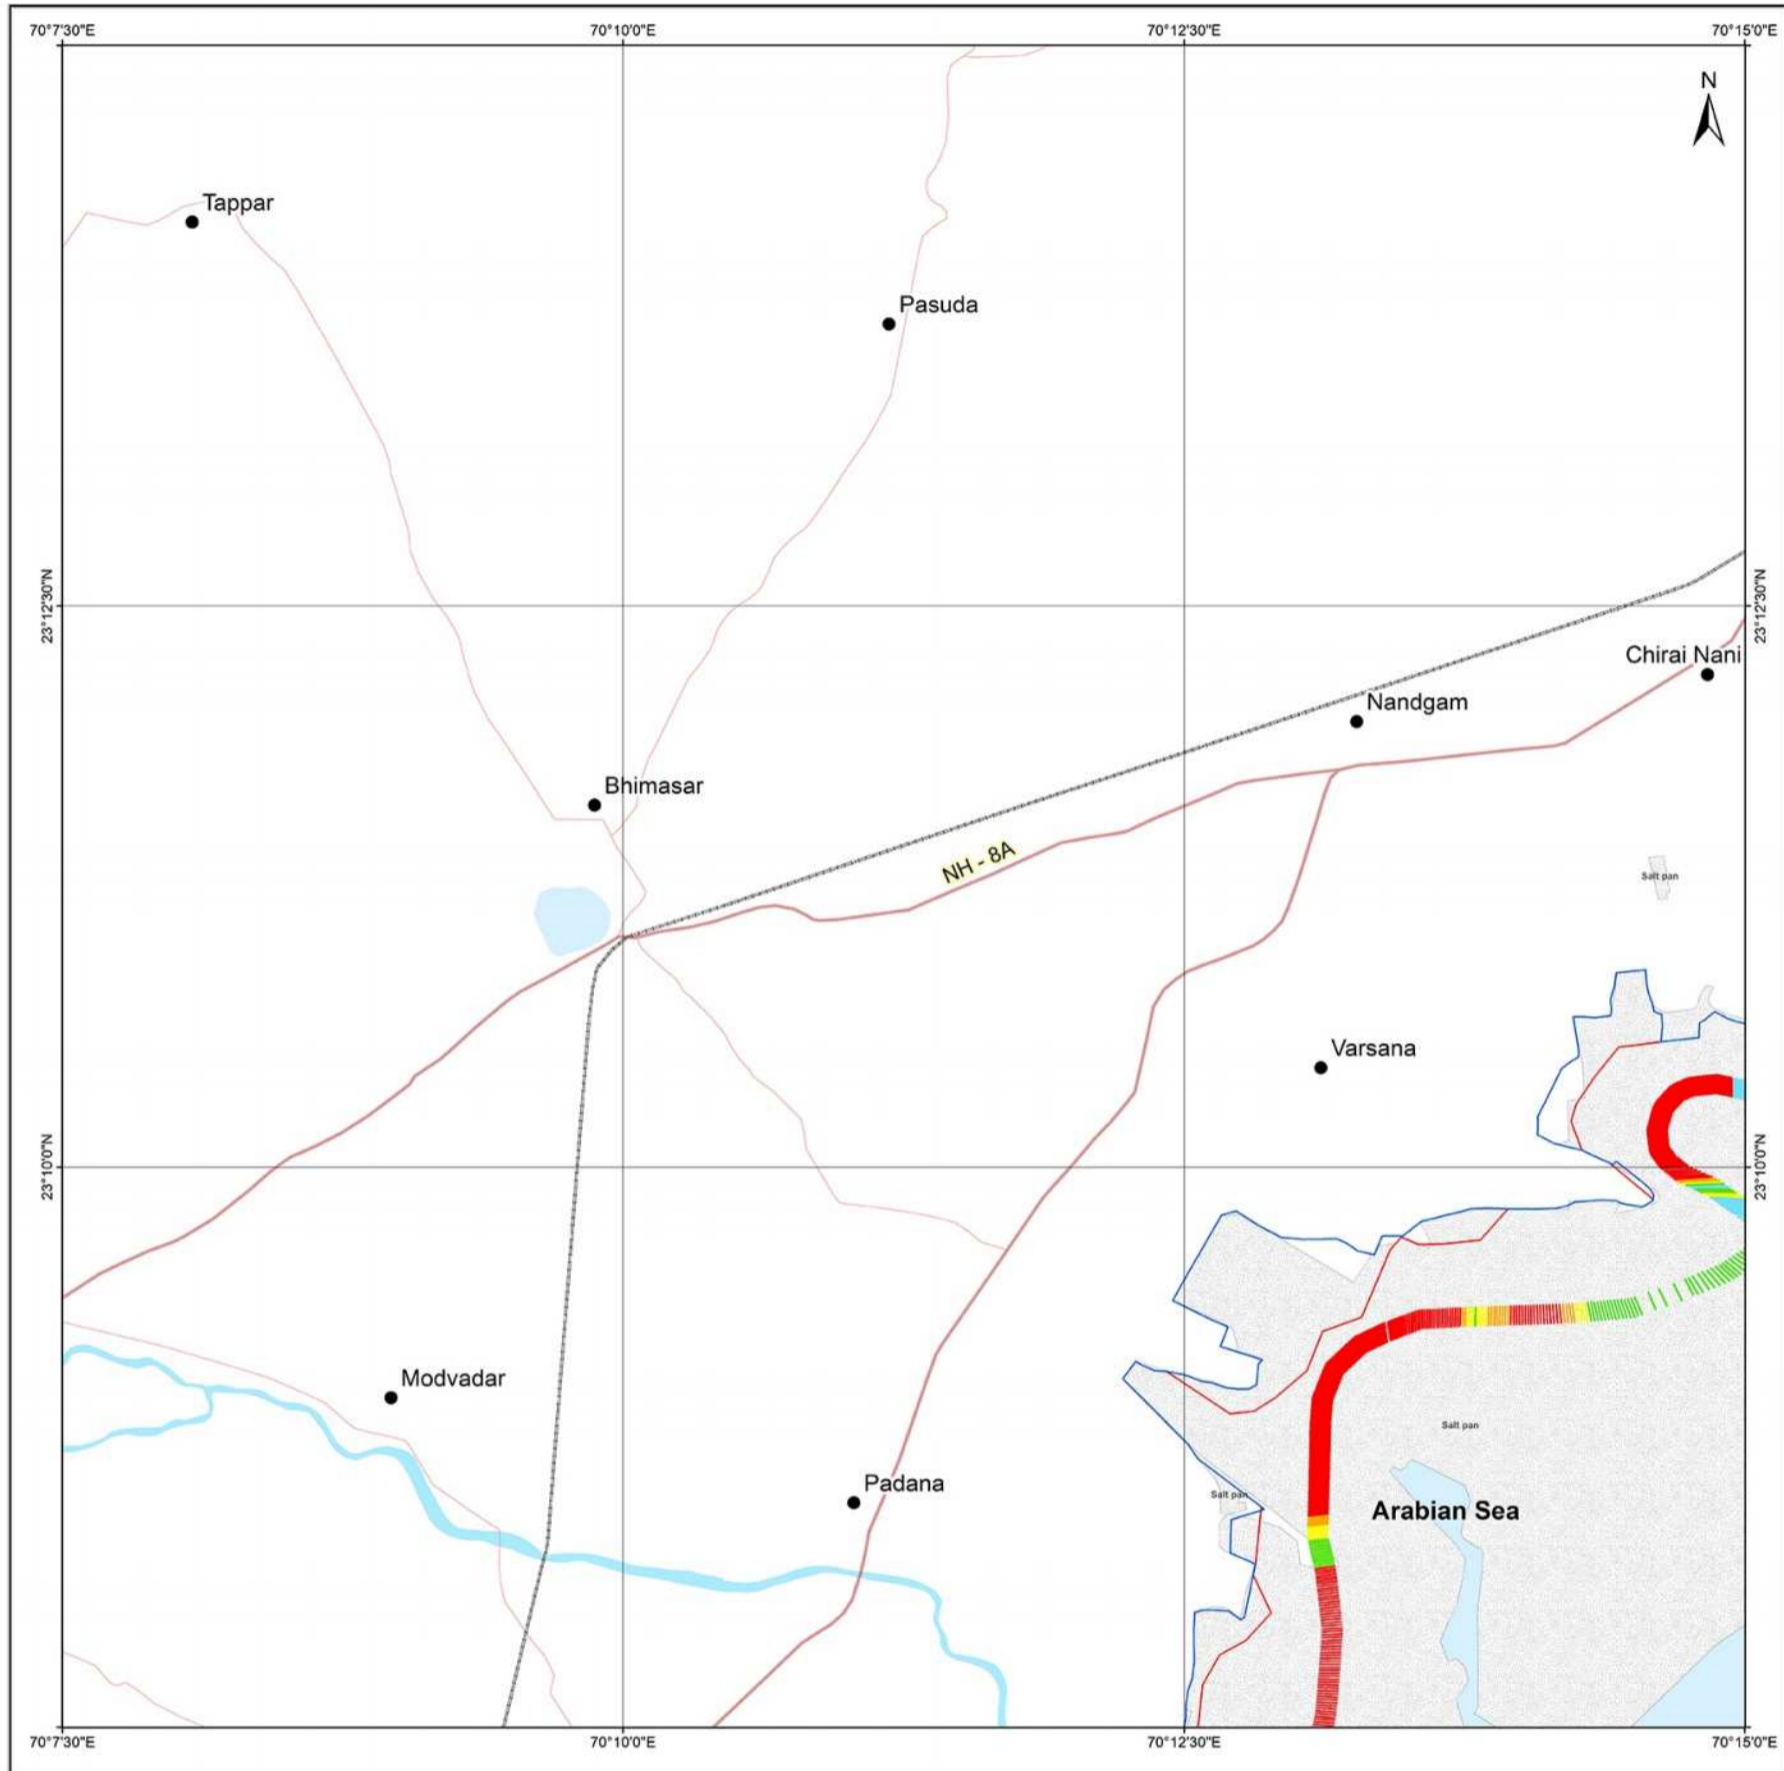 70°7'30"E
70°10'0"E
70°12'30"E
70°15'0"E
N
Tappar
Pasuda
23°12'30"N
23°12'30"N
Chirai Nani
Nandgam
Bhimasar
NH - 8A
Salt pan
Varsana
23°10'0"N
23°10'0"N
Modvadar
Salt pan
Padana
Salt pan
Arabian Sea
70°7'30"E
70°10'0"E
70°12'30"E
70°15'0"E